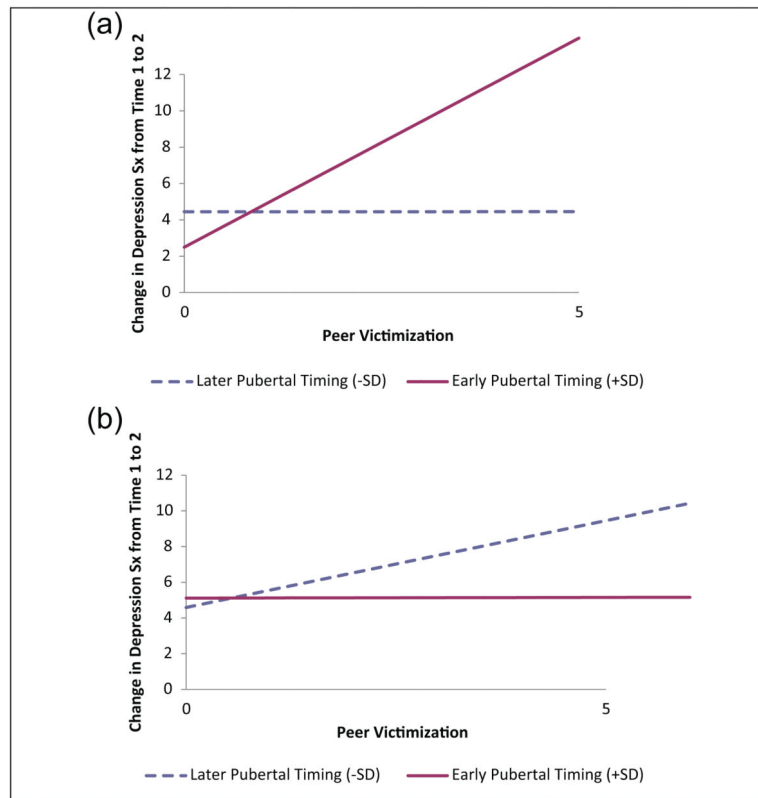 (a)
Change in Depression Sx from Time 1 to 2
12
10
8
6
4
2
0
0
5
Peer Victimization
Later Pubertal Timing (-SD)
Early Pubertal Timing (+SD)
(b)
Change in Depression Sx from Time 1 to 2
12
10
8
6
4
2
0
0
5
Peer Victimization
Later Pubertal Timing (-SD)
Early Pubertal Timing (+SD)